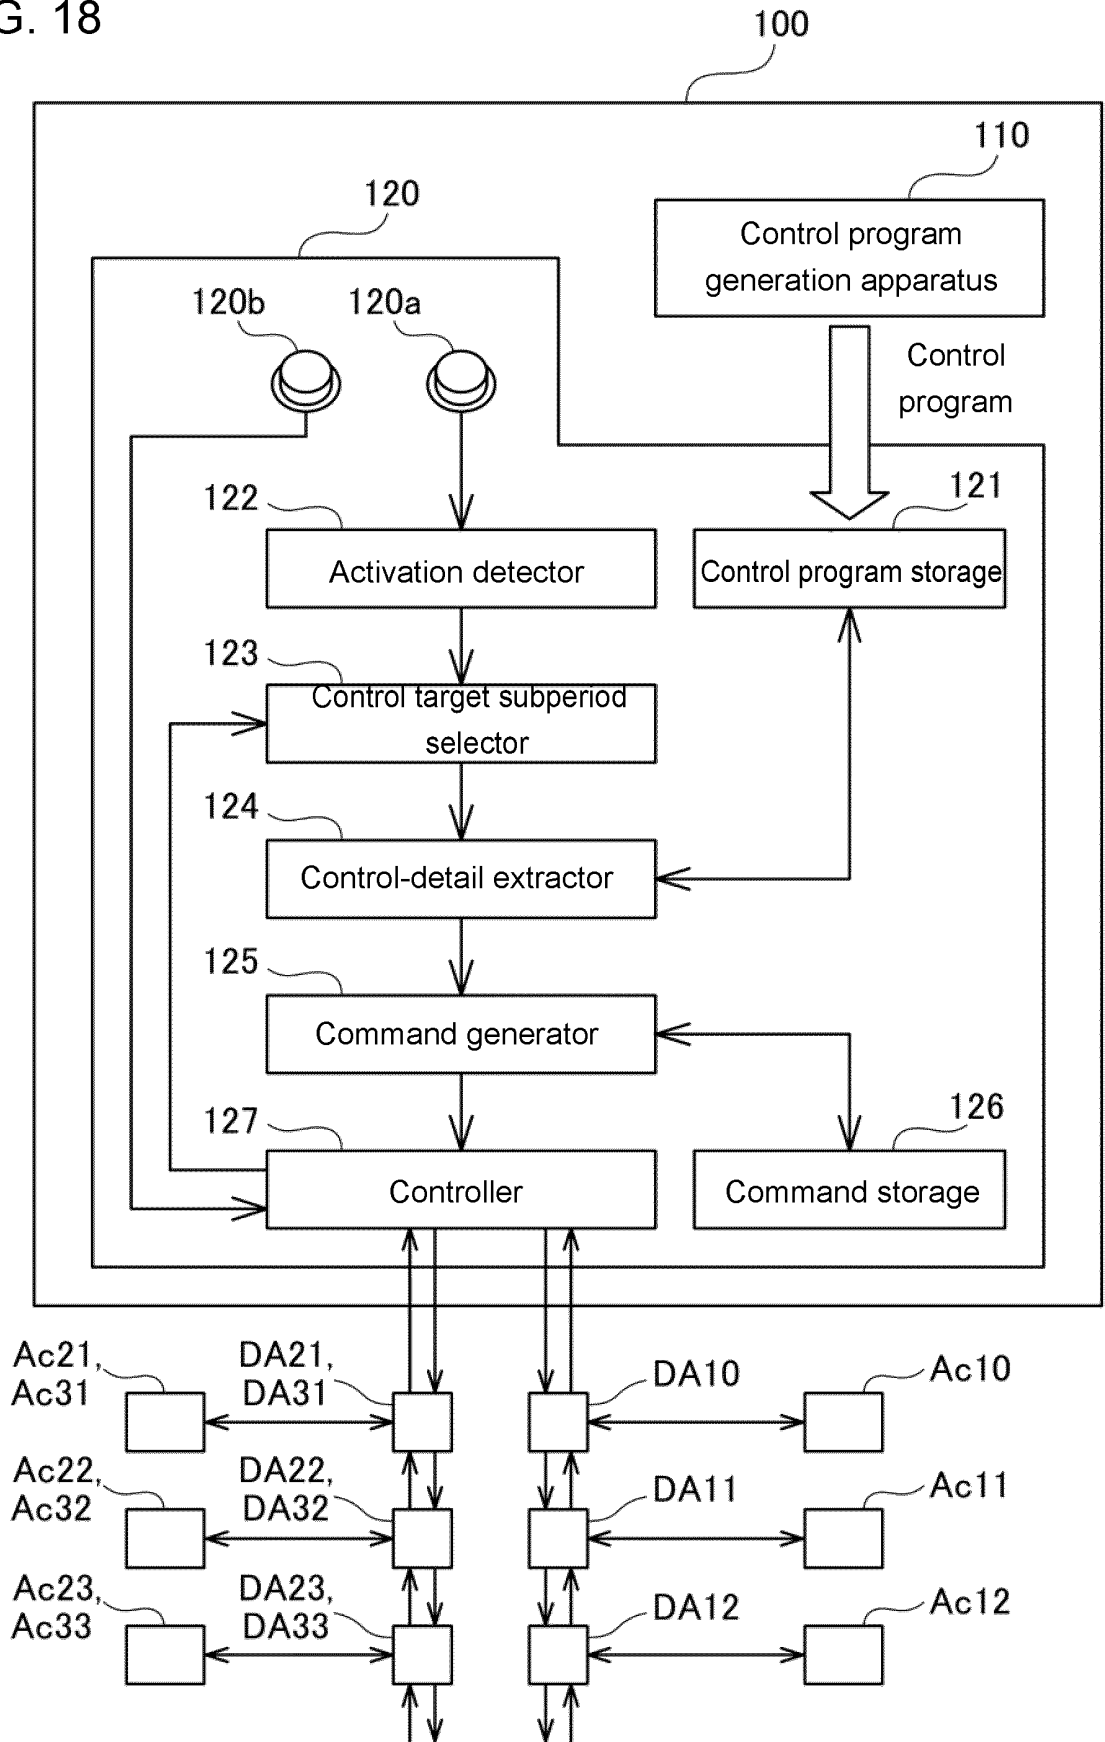 G. 18
100
110
Control program
generation apparatus
120
120b
120a
Control
program
122
121
Activation detector
Control program storage
123
Control target subperiod
selector
124
Control-detail extractor
125
Command generator
127
126
Controller
Command storage
Ac21,
Ac31
DA21,
DA31
DA10
Ac10
Ac22,
Ac32
DA22,
DA32
DA11
Ac11
Ac23,
Ac33
DA23,
DA33
DA12
Ac12